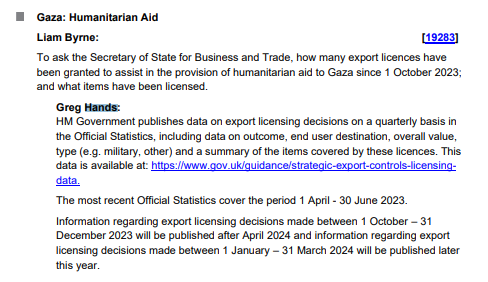 Gaza: Humanitarian Aid
Liam Byrne: [19283]
To ask the Secretary of State for Business and Trade, how many export licences have
been granted to assist in the provision of humanitarian aid to Gaza since 1 October 2023;
and what items have been licensed.
Greg Hands:
HM Government publishes data on export licensing decisions on a quarterly basis in
the Official Statistics, including data on outcome, end user destination, overall value,
type (e.g. military, other) and a summary of the items covered by these licences. This
data is available at: https://www.gov.uk/guidance/strategic-export-controls-licensing-
data.
The most recent Official Statistics cover the period 1 April - 30 June 2023.
Information regarding export licensing decisions made between 1 October – 31
December 2023 will be published after April 2024 and information regarding export
licensing decisions made between 1 January – 31 March 2024 will be published later
this year.